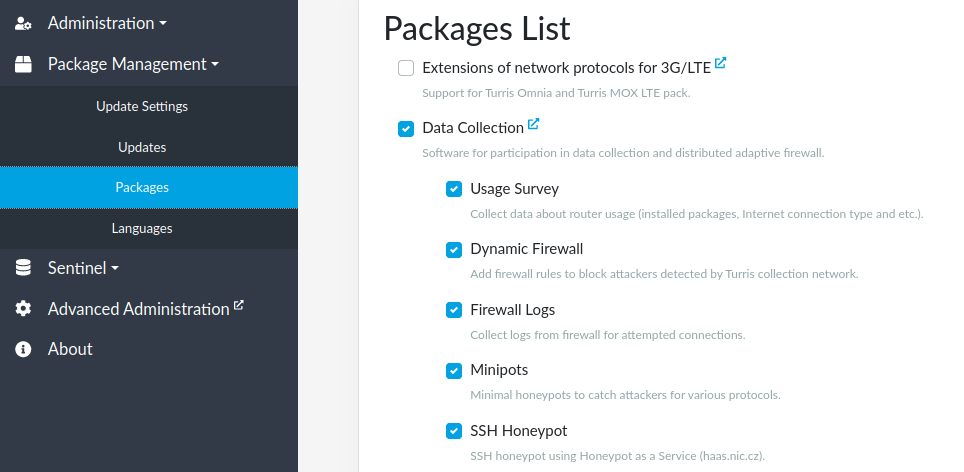 Administration
Package Management
Update Settings
Updates
Packages
Languages
Sentinel
Advanced Administration
About
Packages List
Extensions of network protocols for 3G/LTE
Support for Turris Omnia and Turris MOX LTE pack.
Data Collection
Software for participation in data collection and distributed adaptive firewall.
Usage Survey
Collect data about router usage (installed packages, Internet connection type and etc.).
Dynamic Firewall
Add firewall rules to block attackers detected by Turris collection network.
Firewall Logs
Collect logs from firewall for attempted connections.
Minipots
Minimal honeypots to catch attackers for various protocols.
SSH Honeypot
SSH honeypot using Honeypot as a Service (haas.nic.cz).